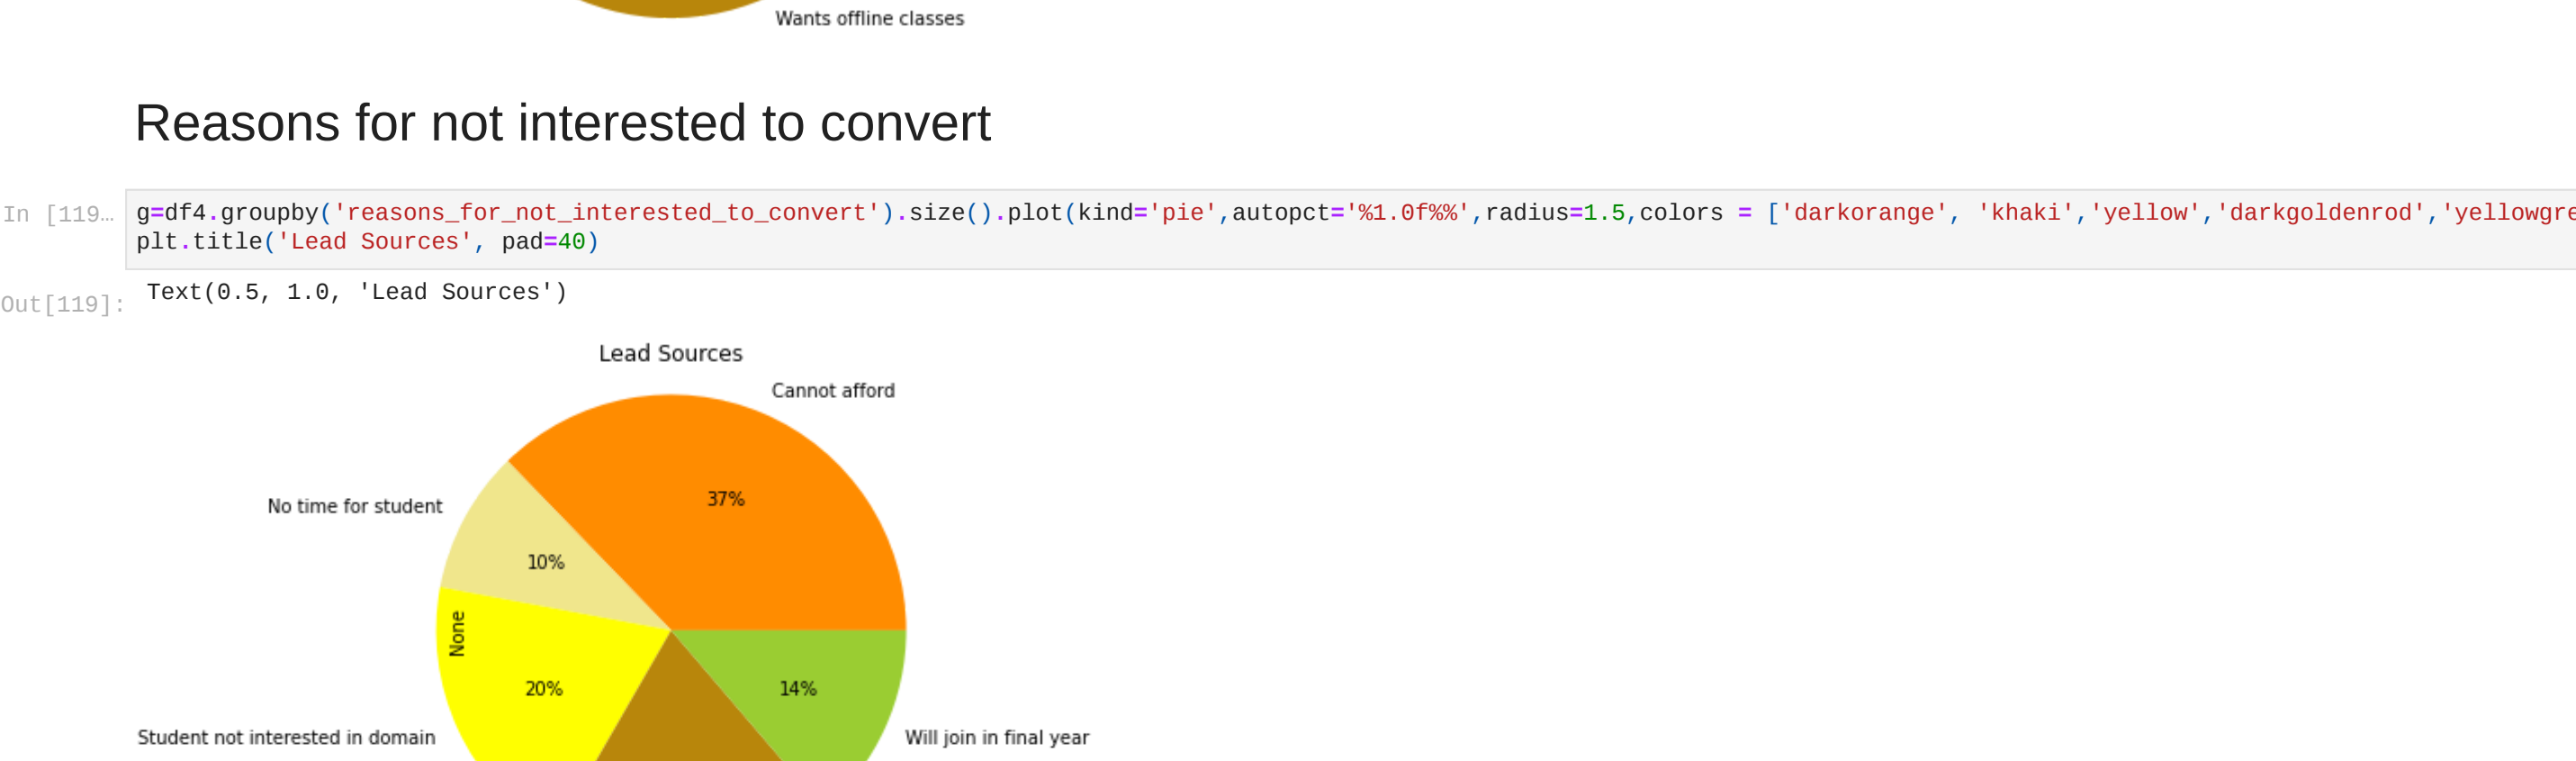 Wants offline classes
Reasons for not interested to convert
In [119…
g=df4.groupby('reasons_for_not_interested_to_convert').size().plot(kind='pie',autopct='%1.0f%%',radius=1.5,colors = ['darkorange', 'khaki','yellow','darkgoldenrod','yellowgre
plt.title('Lead Sources', pad=40)
Out[119]:
Text(0.5, 1.0, 'Lead Sources')
Lead Sources
Cannot afford
37%
No time for student
10%
None
20%
14%
Student not interested in domain
Will join in final year